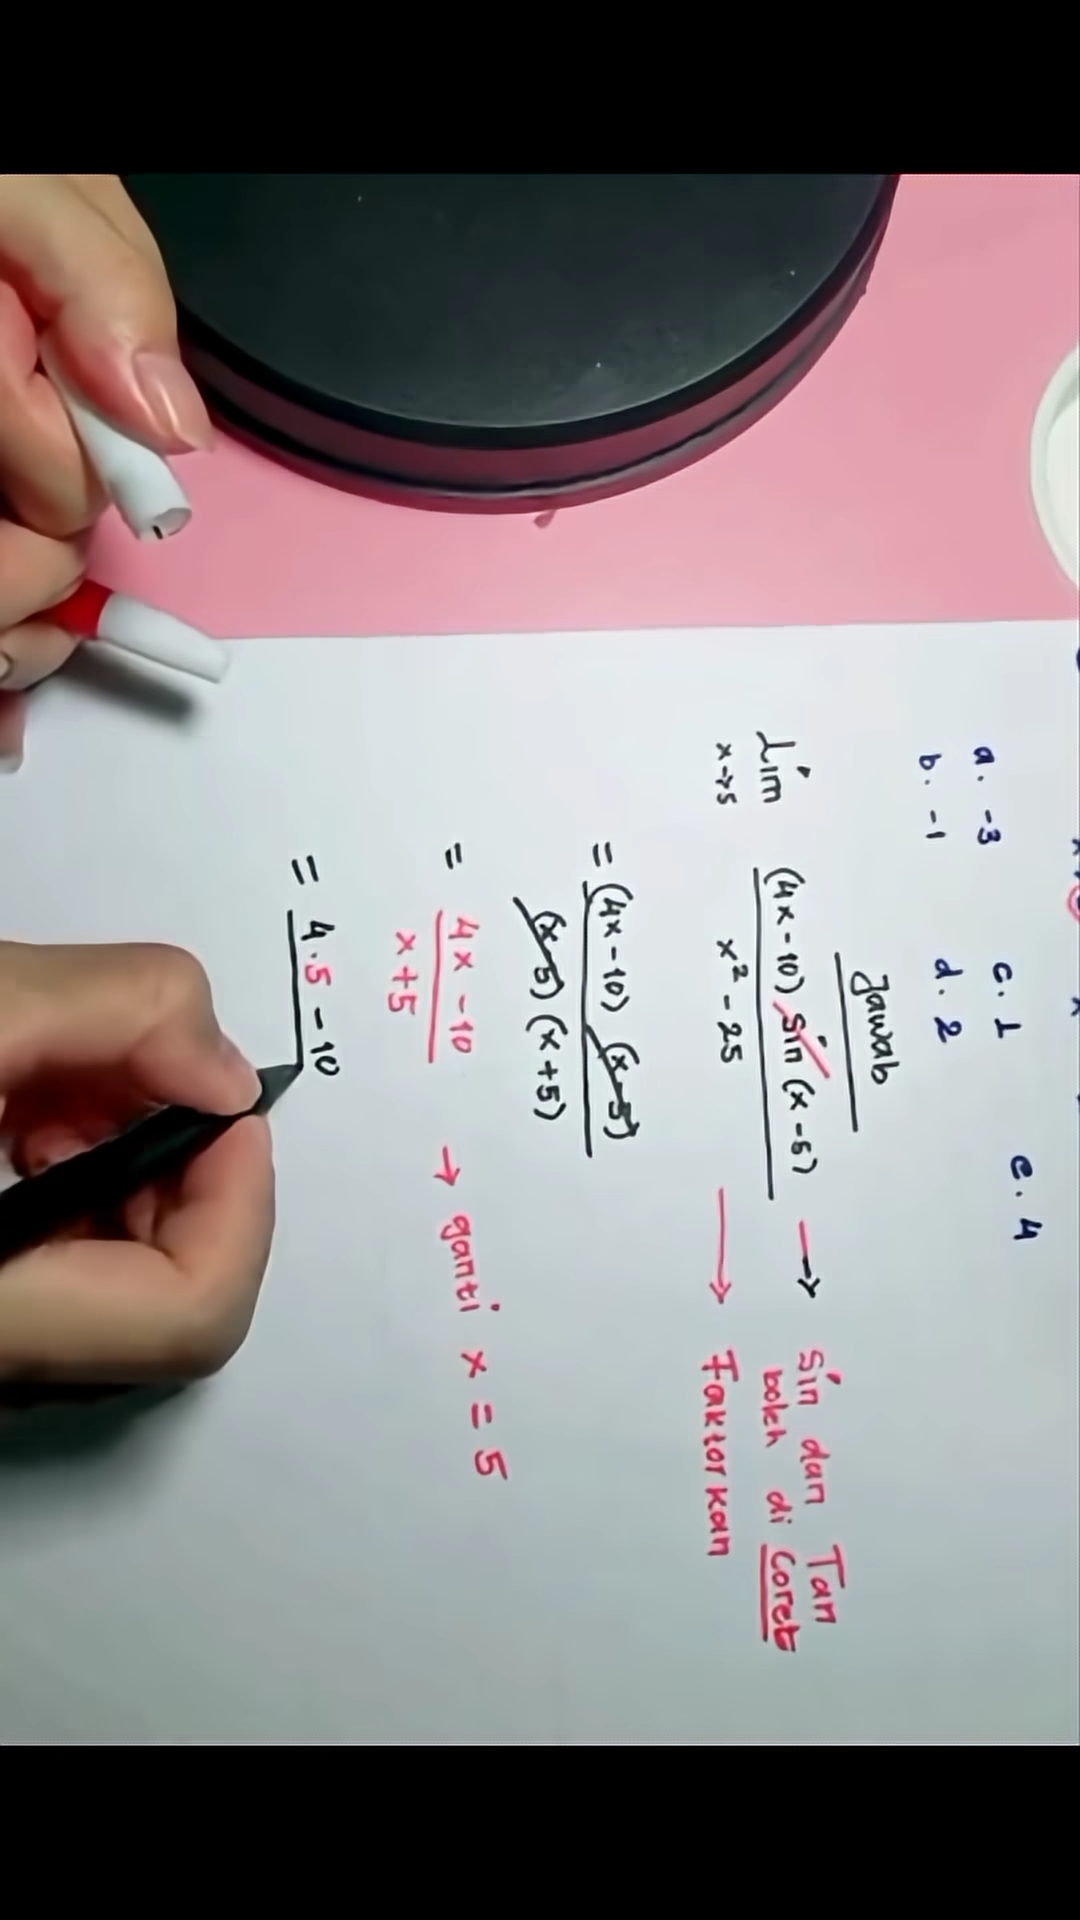 a. -3 c. 1 e. 4
b. -1 d. 2
Jawab
Lim (4x - 10) Sin (x - 5) → Sin dan Tan
boleh di Coret
x→5 x² - 25 → Faktorkan
= (4x - 10) (x-5)
(x-5) (x+5)
= 4x - 10 → ganti x = 5
x+5
= 4.5 - 10